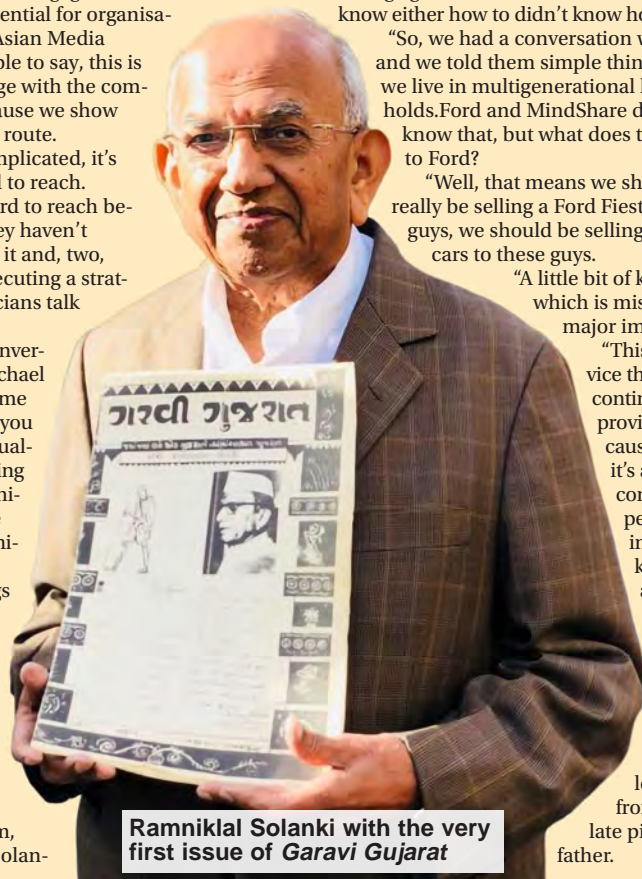 ential for organisa-
Asian Media
ble to say, this is
ge with the com-
ause we show
route.
mplicated, it’s
d to reach.
rd to reach be-
ey haven’t
it and, two,
ecuting a strat-
cians talk
nver-
chael
me
you
ual-
ing
ni-
ni-
gs
m,
olan-
ગરવી ગુજરાત
Ramniklal Solanki with the very
first issue of Garavi Gujarat
know either how to didn’t know ho
“So, we had a conversation w
and we told them simple thin
we live in multigenerational h
holds.Ford and MindShare d
know that, but what does t
to Ford?
“Well, that means we sh
really be selling a Ford Fiest
guys, we should be selling
cars to these guys.
“A little bit of k
which is mis
major im
“This
vice th
contin
provi
caus
it’s a
con
pe
in
k
a
le
fro
late pi
father.